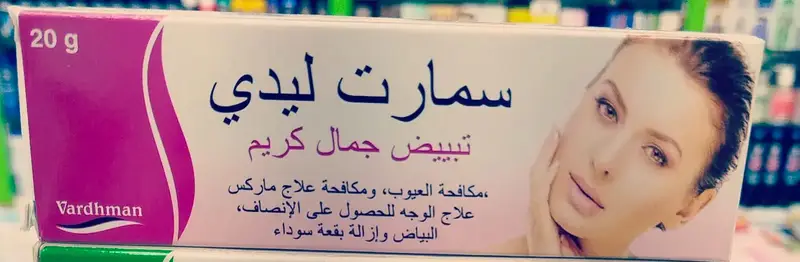 20 g
سمارت ليدي
تبييض جمال كريم
،مكافحة العيوب، ومكافحة علاج ماركس
علاج الوجه للحصول على الإنصاف،
البياض وإزالة بقعة سوداء
Vardhman